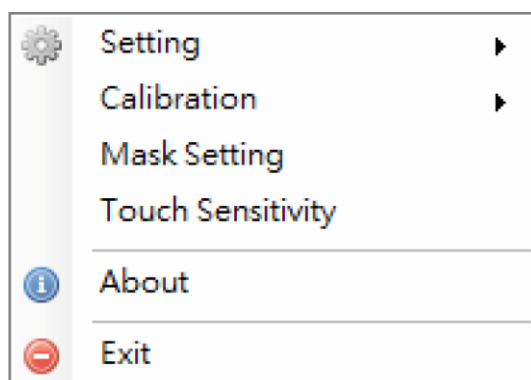 Setting
Calibration
Mask Setting
Touch Sensitivity
About
Exit